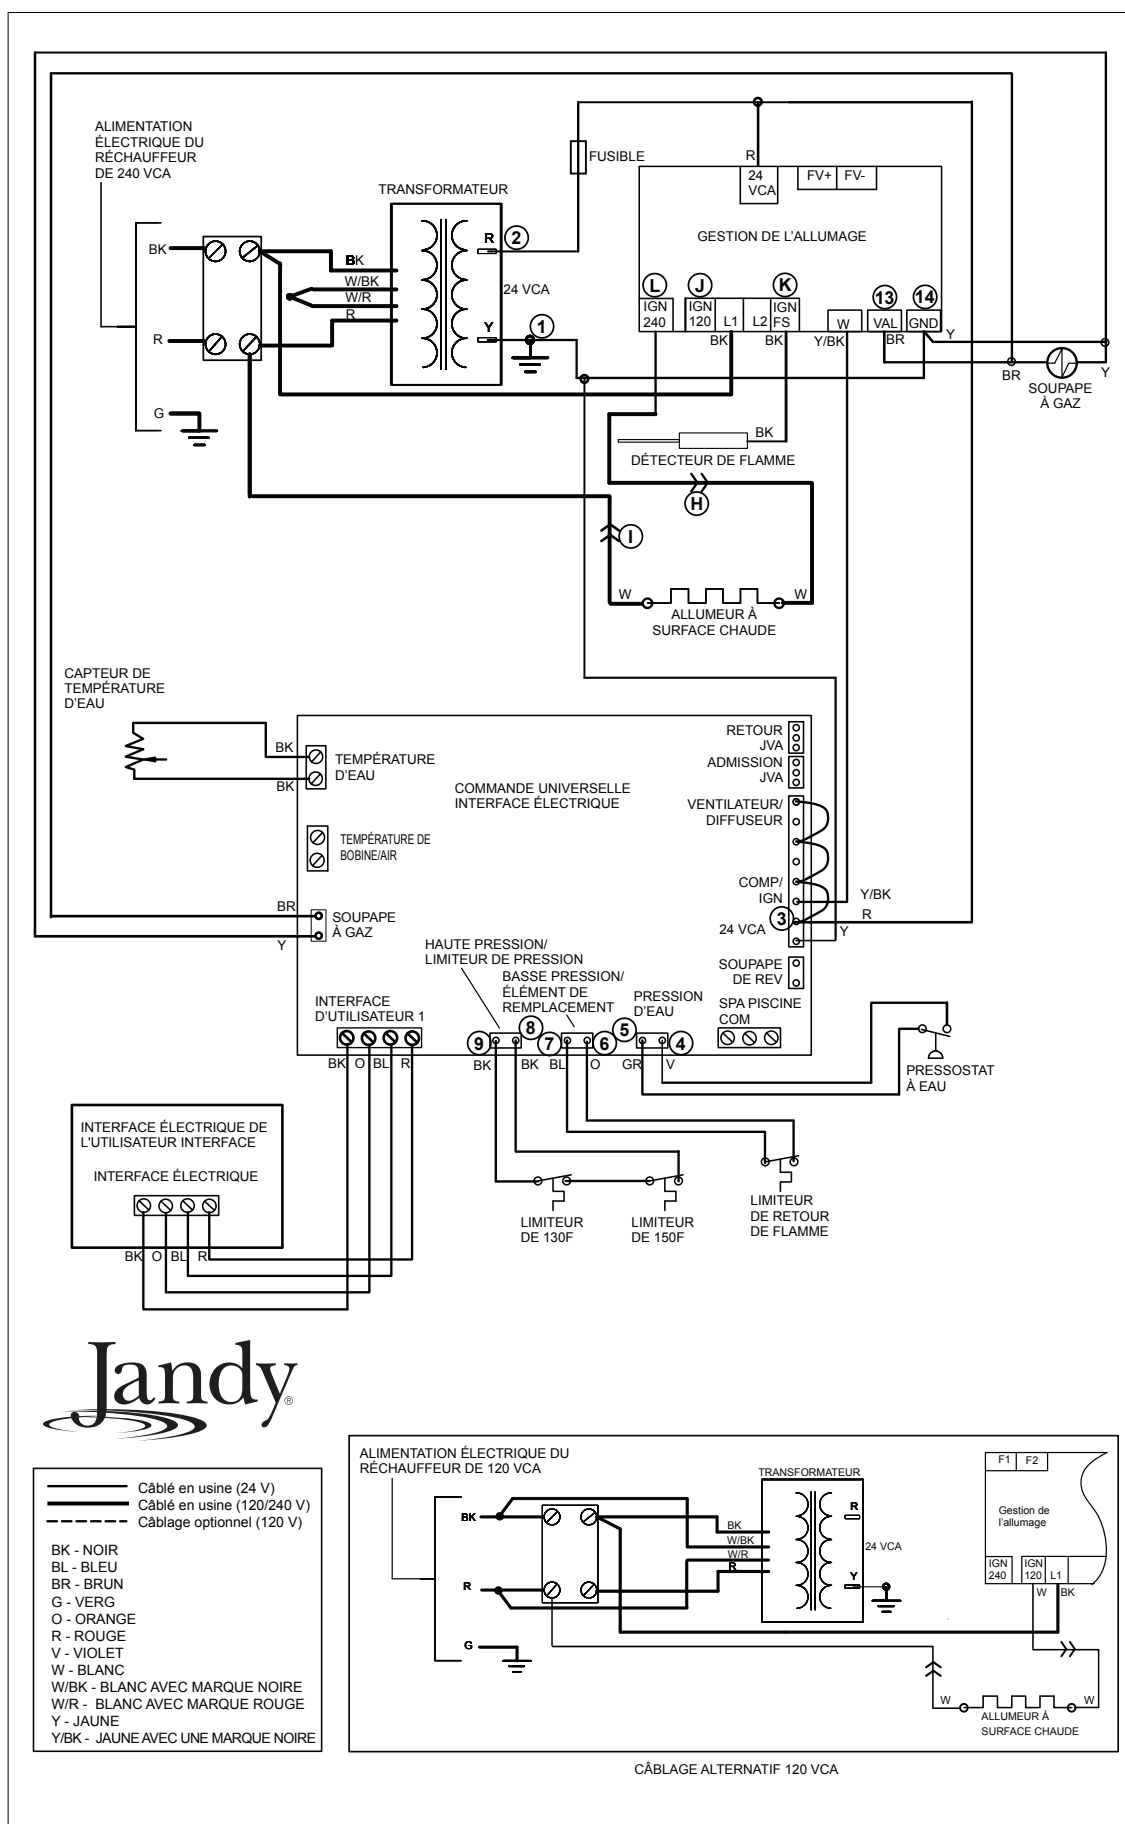 ALIMENTATION
ÉLECTRIQUE DU
RÉCHAUFFEUR
DE 240 VCA
TRANSFORMATEUR
FUSIBLE
R
24
VCA
FV+ FV-
GESTION DE L'ALLUMAGE
BK
BK
W/BK
W/R
R
R
G
R 2
24 VCA
Y 1
L J K 13 14
IGN
240
IGN
120
L1
L2
IGN
FS
W
VAL
GND
BK
BK
Y/BK
BR
Y
BR
Y
SOUPAPE
À GAZ
BK
DÉTECTEUR DE FLAMME
H
I
W
W
ALLUMEUR À
SURFACE CHAUDE
CAPTEUR DE
TEMPÉRATURE
D'EAU
BK
BK
TEMPÉRATURE
D'EAU
COMMANDE UNIVERSELLE
INTERFACE ÉLECTRIQUE
RETOUR
JVA
ADMISSION
JVA
VENTILATEUR/
DIFFUSEUR
TEMPÉRATURE DE
BOBINE/AIR
COMP/
IGN
Y/BK
3
R
24 VCA
Y
BR
Y
SOUPAPE
À GAZ
HAUTE PRESSION/
LIMITEUR DE PRESSION
BASSE PRESSION/
ÉLÉMENT DE
REMPLACEMENT
PRESSION
D'EAU
SOUPAPE
DE REV
SPA PISCINE
COM
INTERFACE
D'UTILISATEUR 1
9 8 7 6 5 4
BK O BL R
BK BK BL O GR V
PRESSOSTAT
À EAU
INTERFACE ÉLECTRIQUE DE
L'UTILISATEUR INTERFACE
INTERFACE ÉLECTRIQUE
BK O BL R
LIMITEUR
DE 130F
LIMITEUR
DE 150F
LIMITEUR
DE RETOUR
DE FLAMME
Jandy®
Câblé en usine (24 V)
Câblé en usine (120/240 V)
Câblage optionnel (120 V)
BK - NOIR
BL - BLEU
BR - BRUN
G - VERG
O - ORANGE
R - ROUGE
V - VIOLET
W - BLANC
W/BK - BLANC AVEC MARQUE NOIRE
W/R - BLANC AVEC MARQUE ROUGE
Y - JAUNE
Y/BK - JAUNE AVEC UNE MARQUE NOIRE
ALIMENTATION ÉLECTRIQUE DU
RÉCHAUFFEUR DE 120 VCA
TRANSFORMATEUR
BK
R
G
BK
W/BK
W/R
R
R
24 VCA
Y
F1 F2
Gestion de
l'allumage
IGN
240
IGN
120
L1
W BK
W
W
ALLUMEUR À
SURFACE CHAUDE
CÂBLAGE ALTERNATIF 120 VCA